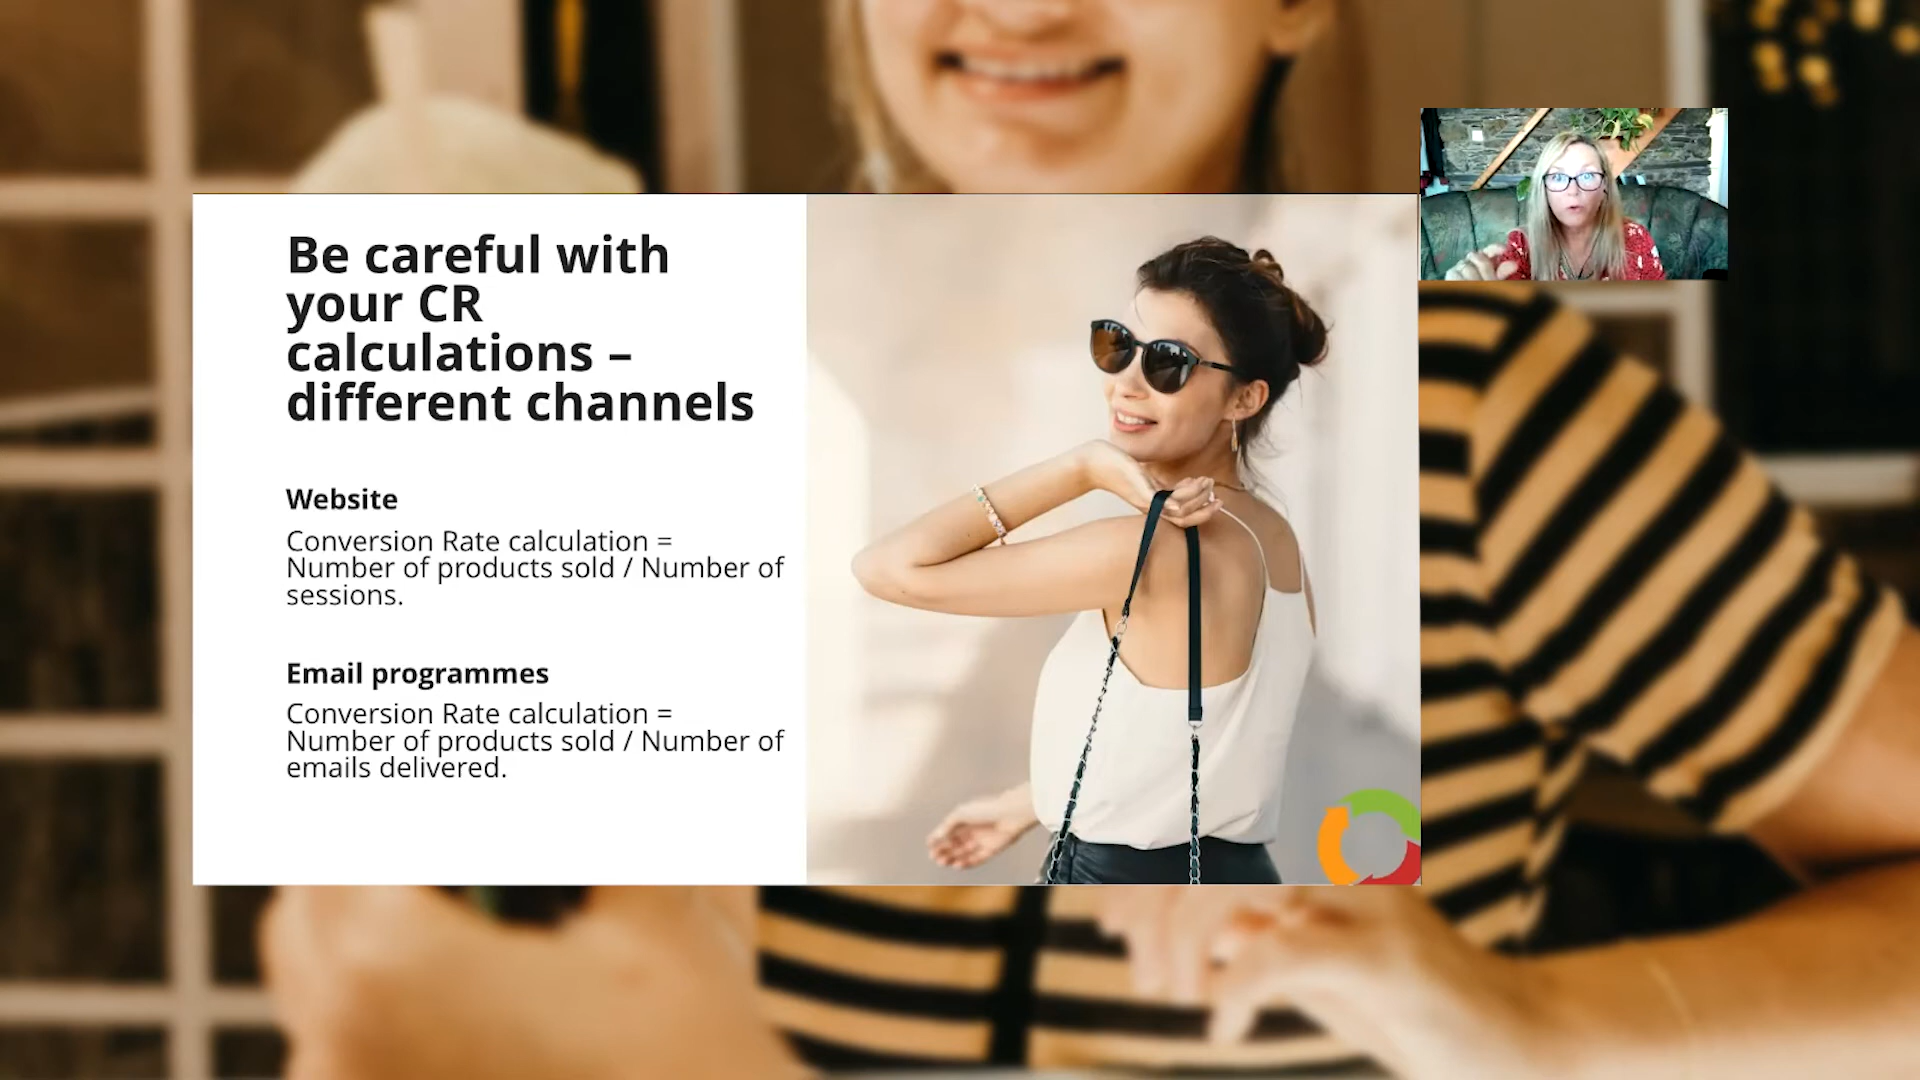 Be careful with
your CR
calculations –
different channels
Website
Conversion Rate calculation =
Number of products sold / Number of
sessions.
Email programmes
Conversion Rate calculation =
Number of products sold / Number of
emails delivered.